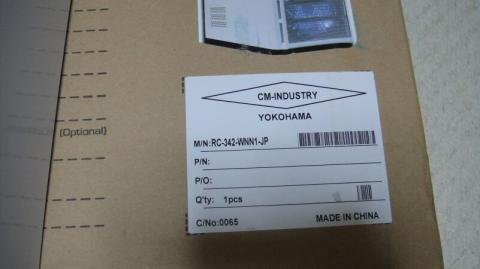 (Optional)
CM-INDUSTRY
YOKOHAMA
M/N:RC-342-WNN1-JP
P/N:
P/O:
Q'ty: 1pcs
C/No:0065 MADE IN CHINA